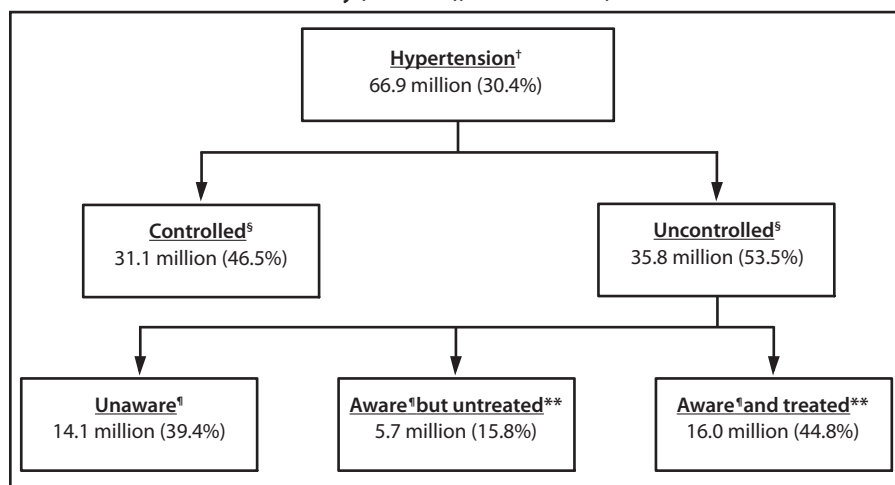 Hypertension†
66.9 million (30.4%)
Controlled§
31.1 million (46.5%)
Uncontrolled§
35.8 million (53.5%)
Unaware¶
14.1 million (39.4%)
Aware¶ but untreated**
5.7 million (15.8%)
Aware¶ and treated**
16.0 million (44.8%)